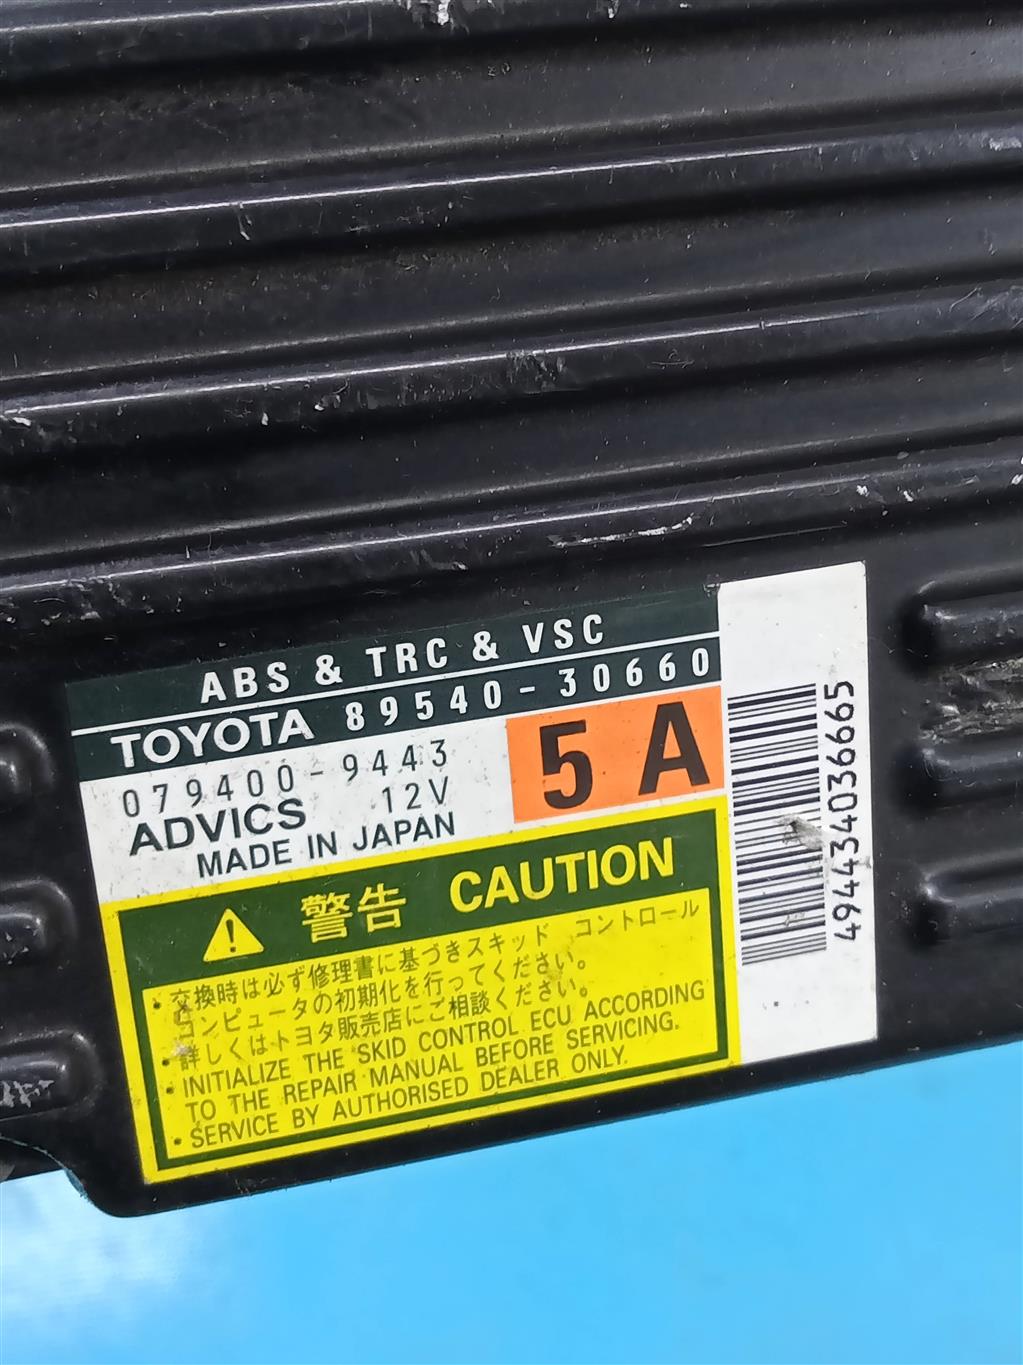 ABS & TRC & VSC
TOYOTA 89540-30660
079400-9443
ADVICS 12V
MADE IN JAPAN
5A
494434036665
警告 CAUTION
・交換時は必ず修理書に基づきスキッド コントロール
コンピュータの初期化を行ってください。
・詳しくはトヨタ販売店にご相談ください。
・INITIALIZE THE SKID CONTROL ECU ACCORDING
TO THE REPAIR MANUAL BEFORE SERVICING.
・SERVICE BY AUTHORISED DEALER ONLY.